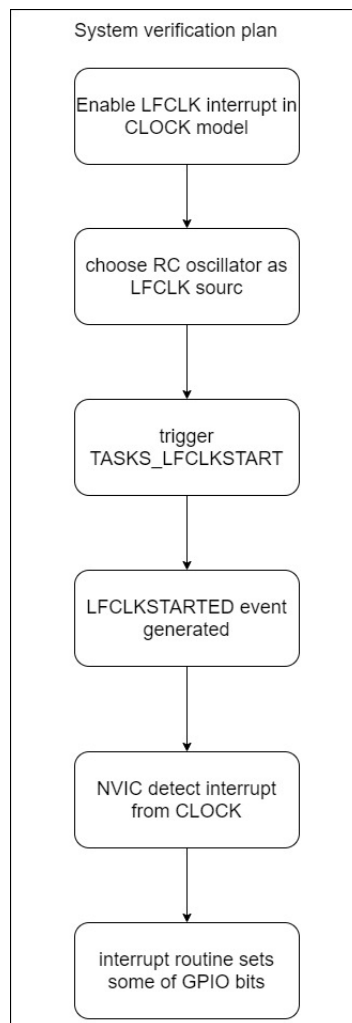 System verification plan
Enable LFCLK interrupt in
CLOCK model
choose RC oscillator as
LFCLK sourc
trigger
TASKS_LFCLKSTART
LFCLKSTARTED event
generated
NVIC detect interrupt
from CLOCK
interrupt routine sets
some of GPIO bits